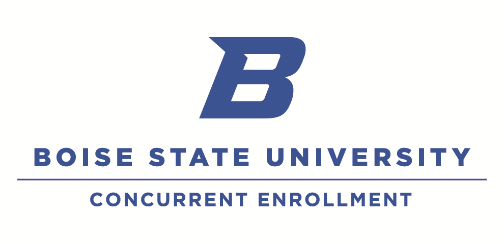 B
BOISE STATE UNIVERSITY
CONCURRENT ENROLLMENT